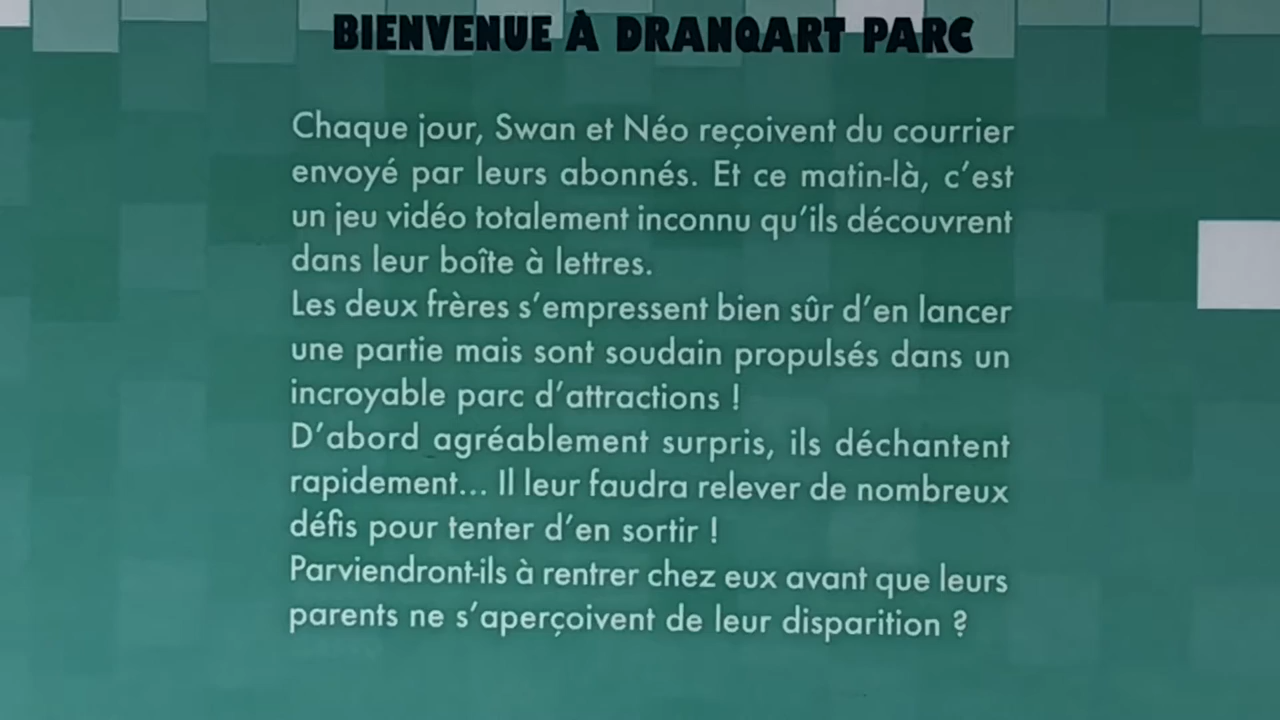 BIENVENUE À DRANQART PARC
Chaque jour, Swan et Néo reçoivent du courrier
envoyé par leurs abonnés. Et ce matin-là, c’est
un jeu vidéo totalement inconnu qu’ils découvrent
dans leur boîte à lettres.
Les deux frères s’empressent bien sûr d’en lancer
une partie mais sont soudain propulsés dans un
incroyable parc d’attractions !
D’abord agréablement surpris, ils déchantent
rapidement... Il leur faudra relever de nombreux
défis pour tenter d’en sortir !
Parviendront-ils à rentrer chez eux avant que leurs
parents ne s’aperçoivent de leur disparition ?